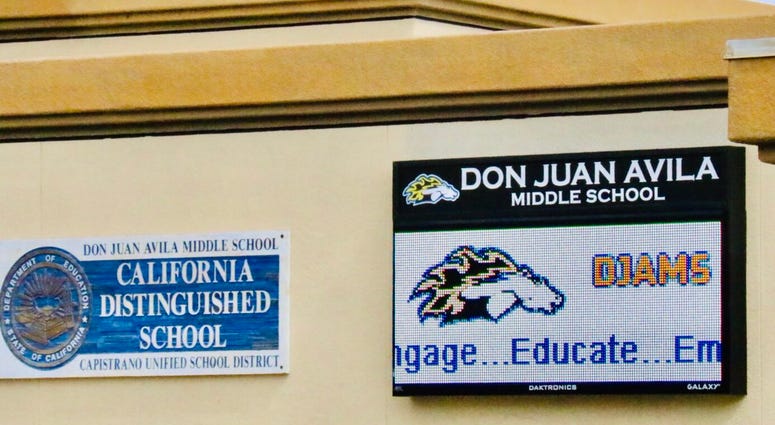 DON JUAN AVILA MIDDLE SCHOOL
CALIFORNIA
DISTINGUISHED
SCHOOL
CAPISTRANO UNIFIED SCHOOL DISTRICT
DEPARTMENT OF EDUCATION
STATE OF CALIFORNIA
DON JUAN AVILA
MIDDLE SCHOOL
DJAMS
ngage...Educate...Em
DAKTRONICS
GALAXY